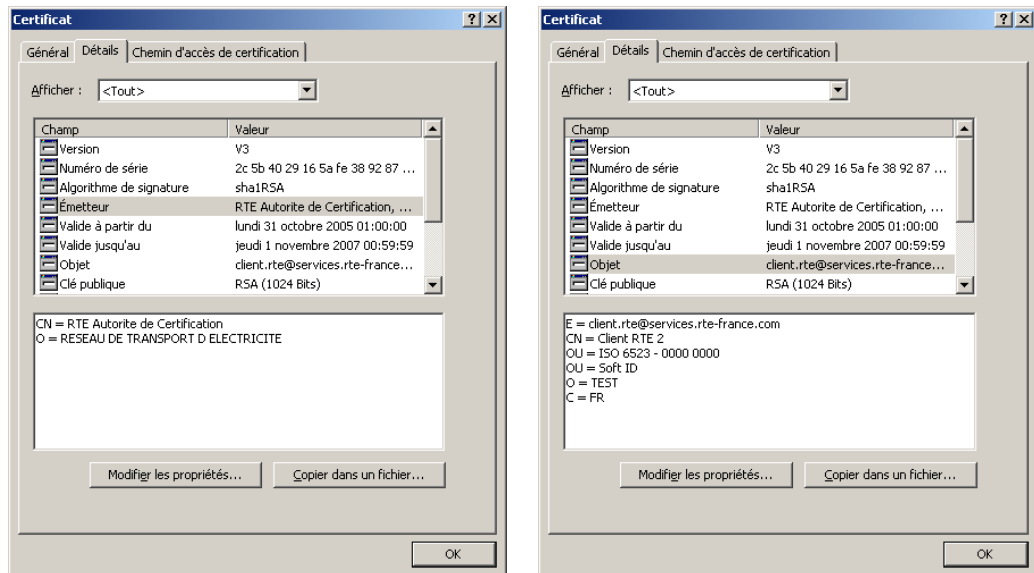 Certificat
Général Détails Chemin d'accès de certification
Afficher : <Tout>
Champ Valeur
Version V3
Numéro de série 2c 5b 40 29 16 5a fe 38 92 87 ...
Algorithme de signature sha1RSA
Émetteur RTE Autorite de Certification, ...
Valide à partir du lundi 31 octobre 2005 01:00:00
Valide jusqu'au jeudi 1 novembre 2007 00:59:59
Objet client.rte@services.rte-france...
Clé publique RSA (1024 Bits)
CN = RTE Autorite de Certification
O = RESEAU DE TRANSPORT D ELECTRICITE
Modifier les propriétés... Copier dans un fichier...
OK
Certificat
Général Détails Chemin d'accès de certification
Afficher : <Tout>
Champ Valeur
Version V3
Numéro de série 2c 5b 40 29 16 5a fe 38 92 87 ...
Algorithme de signature sha1RSA
Émetteur RTE Autorite de Certification, ...
Valide à partir du lundi 31 octobre 2005 01:00:00
Valide jusqu'au jeudi 1 novembre 2007 00:59:59
Objet client.rte@services.rte-france...
Clé publique RSA (1024 Bits)
E = client.rte@services.rte-france.com
CN = Client RTE 2
OU = ISO 6523 - 0000 0000
OU = Soft ID
O = TEST
C = FR
Modifier les propriétés... Copier dans un fichier...
OK